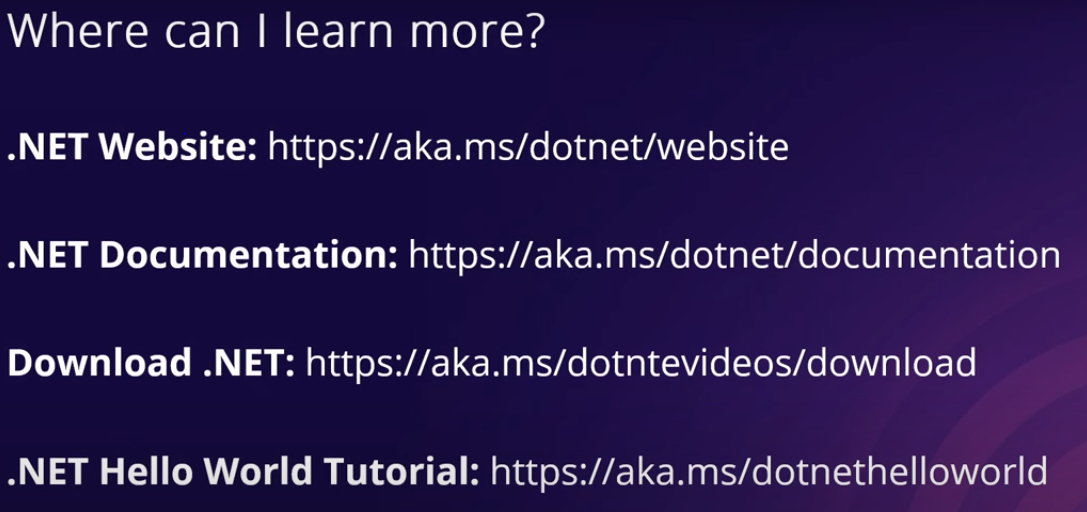 Where can I learn more?
.NET Website: https://aka.ms/dotnet/website
.NET Documentation: https://aka.ms/dotnet/documentation
Download .NET: https://aka.ms/dotntevideos/download
.NET Hello World Tutorial: https://aka.ms/dotnethelloworld